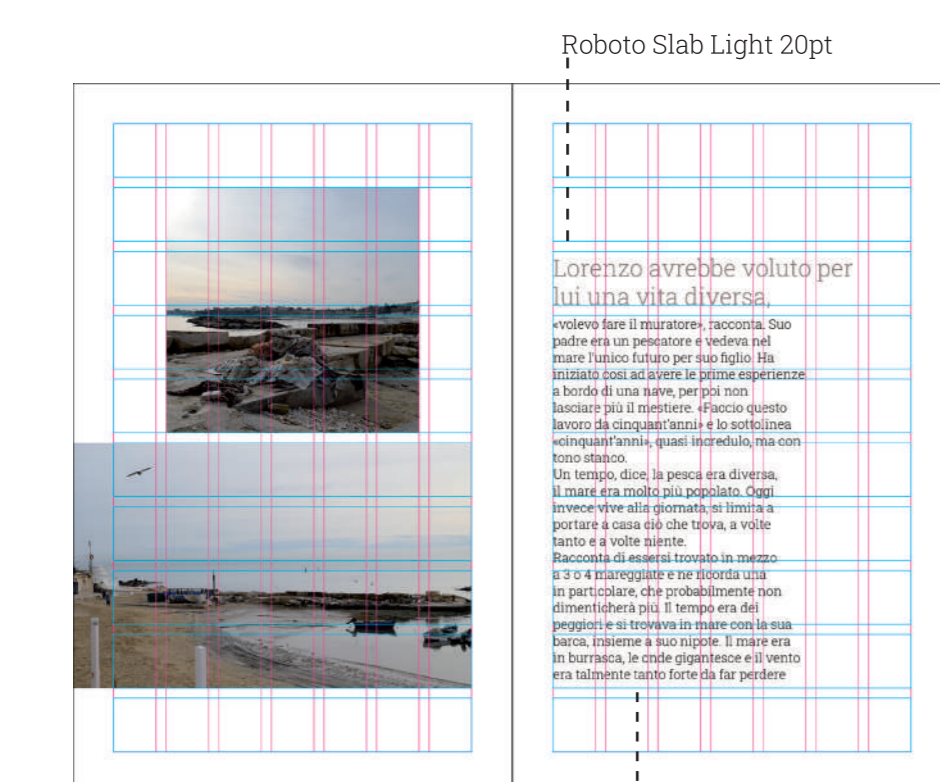 Roboto Slab Light 20pt
Lorenzo avrebbe voluto per
lui una vita diversa,
«volevo fare il muratore», racconta. Suo
padre era un pescatore e vedeva nel
mare l'unico futuro per suo figlio. Ha
iniziato così ad avere le prime esperienze
a bordo di una nave, per poi non
lasciare più il mestiere. «Faccio questo
lavoro da cinquant'anni» e lo sottolinea
«cinquant'anni», quasi incredulo, ma con
tono stanco.
Un tempo, dice, la pesca era diversa,
il mare era molto più popolato. Oggi
invece vive alla giornata, si limita a
portare a casa ciò che trova, a volte
tanto e a volte niente.
Racconta di essersi trovato in mezzo
a 3 o 4 mareggiate e ne ricorda una
in particolare, che probabilmente non
dimenticherà più. Il tempo era dei
peggiori e si trovava in mare con la sua
barca, insieme a suo nipote. Il mare era
in burrasca, le onde gigantesce e il vento
era talmente tanto forte da far perdere